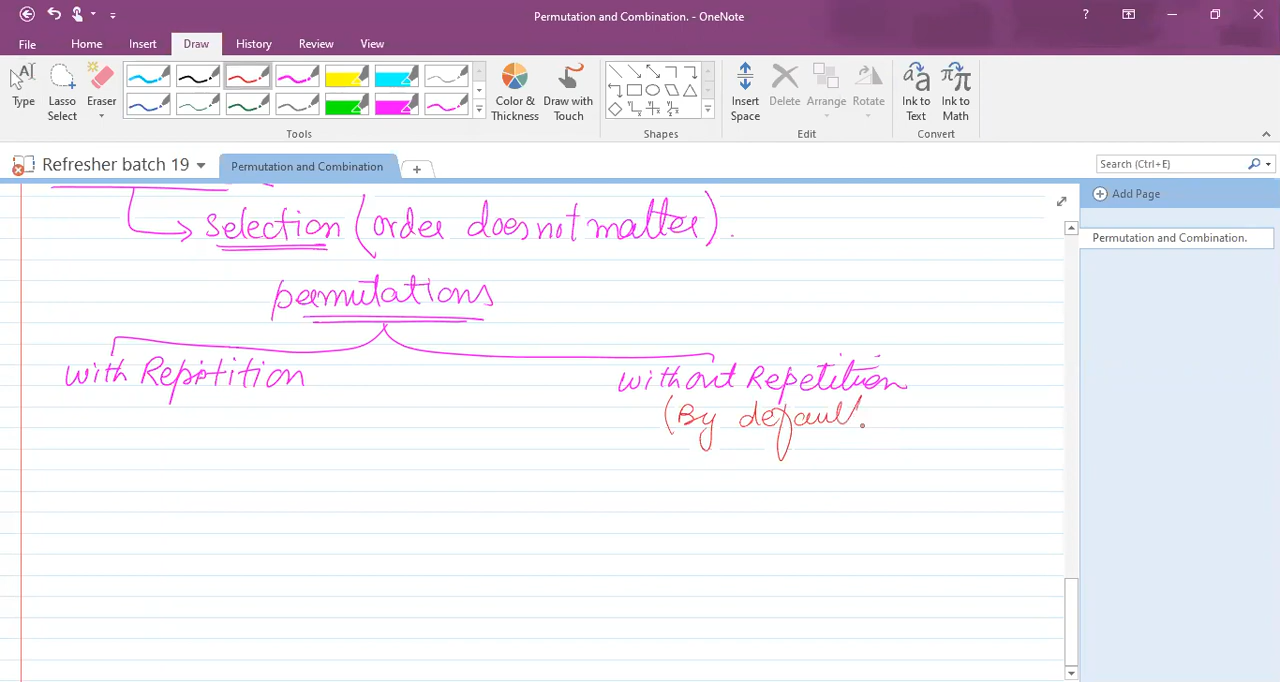 Permutation and Combination. - OneNote
?
File Home Insert Draw History Review View
Type
Lasso Select
Eraser
Color & Thickness
Draw with Touch
Insert Space
Delete
Arrange
Rotate
Ink to Text
Ink to Math
Tools
Shapes
Edit
Convert
Refresher batch 19
Permutation and Combination
Search (Ctrl+E)
Add Page
Permutation and Combination.
Selection (order does not matter).
permutations
with Repitition
without Repetition
(By defaul